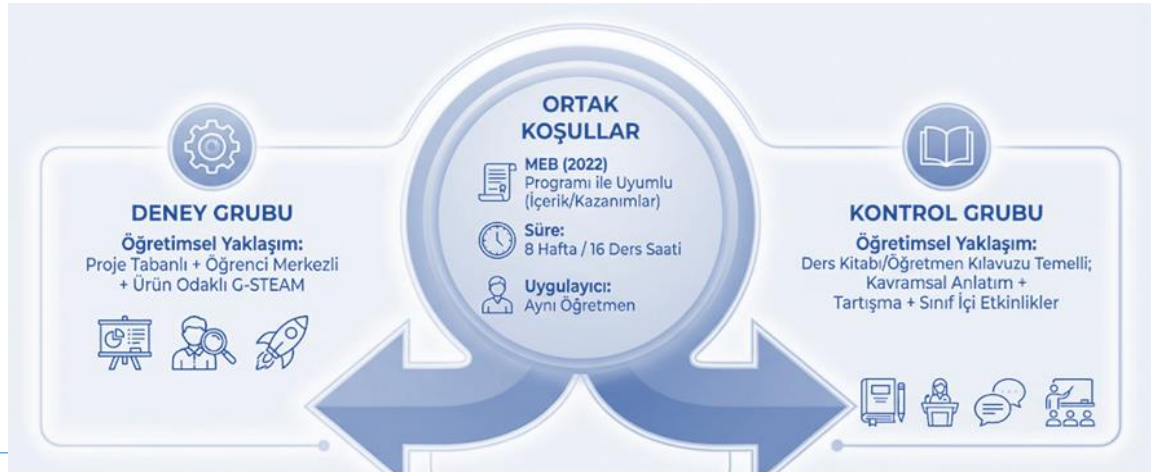 ORTAK
KOŞULLAR
MEB (2022)
Programı ile Uyumlu
(İçerik/Kazanımlar)
Süre:
8 Hafta / 16 Ders Saati
Uygulayıcı:
Aynı Öğretmen
DENEY GRUBU
Öğretimsel Yaklaşım:
Proje Tabanlı + Öğrenci Merkezli
+ Ürün Odaklı G-STEAM
KONTROL GRUBU
Öğretimsel Yaklaşım:
Ders Kitabı/Öğretmen Kılavuzu Temelli;
Kavramsal Anlatım +
Tartışma + Sınıf İçi Etkinlikler